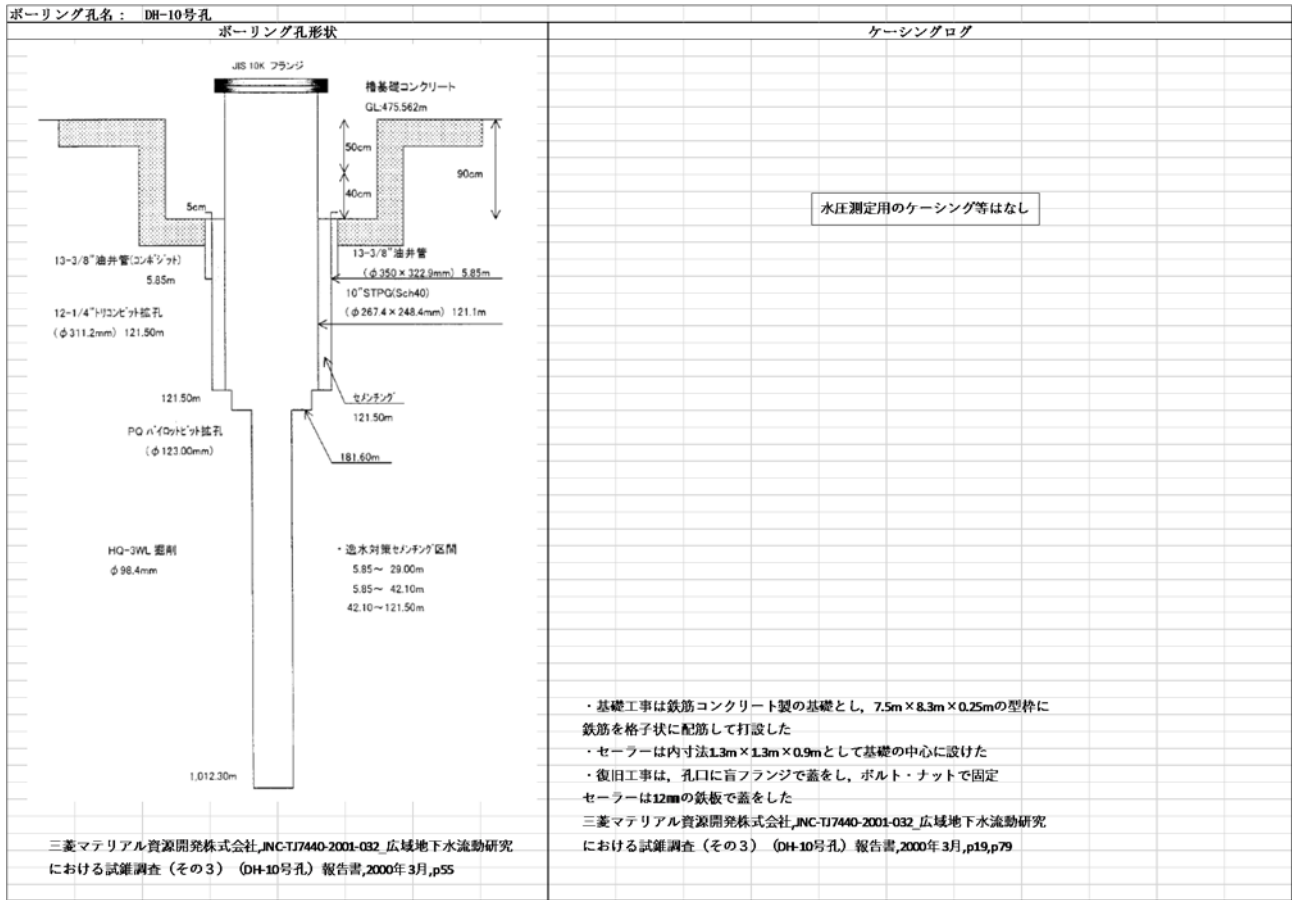 ボーリング孔名： DH-10号孔
ボーリング孔形状
ケーシングログ
JIS 10K フランジ
櫓基礎コンクリート
GL:475.562m
50cm
90cm
40cm
5cm
水圧測定用のケーシング等はなし
13-3/8"油井管(コンポジット)
5.85m
13-3/8"油井管
(φ350×322.9mm) 5.85m
10"STPG(Sch40)
(φ267.4×248.4mm) 121.1m
12-1/4"トリコンビット拡孔
(φ311.2mm) 121.50m
121.50m
セメンチング
121.50m
PQ パイロットビット拡孔
(φ123.00mm)
181.60m
HQ-3WL 掘削
φ98.4mm
・逸水対策セメンチング区間
5.85～ 29.00m
5.85～ 42.10m
42.10～121.50m
1,012.30m
三菱マテリアル資源開発株式会社,JNC-TJ7440-2001-032_広域地下水流動研究
における試錐調査（その３）（DH-10号孔）報告書,2000年3月,p55
・基礎工事は鉄筋コンクリート製の基礎とし，7.5m×8.3m×0.25mの型枠に
鉄筋を格子状に配筋して打設した
・セーラーは内寸法1.3m×1.3m×0.9mとして基礎の中心に設けた
・復旧工事は，孔口に盲フランジで蓋をし，ボルト・ナットで固定
セーラーは12㎜の鉄板で蓋をした
三菱マテリアル資源開発株式会社,JNC-TJ7440-2001-032_広域地下水流動研究
における試錐調査（その３）（DH-10号孔）報告書,2000年3月,p19,p79